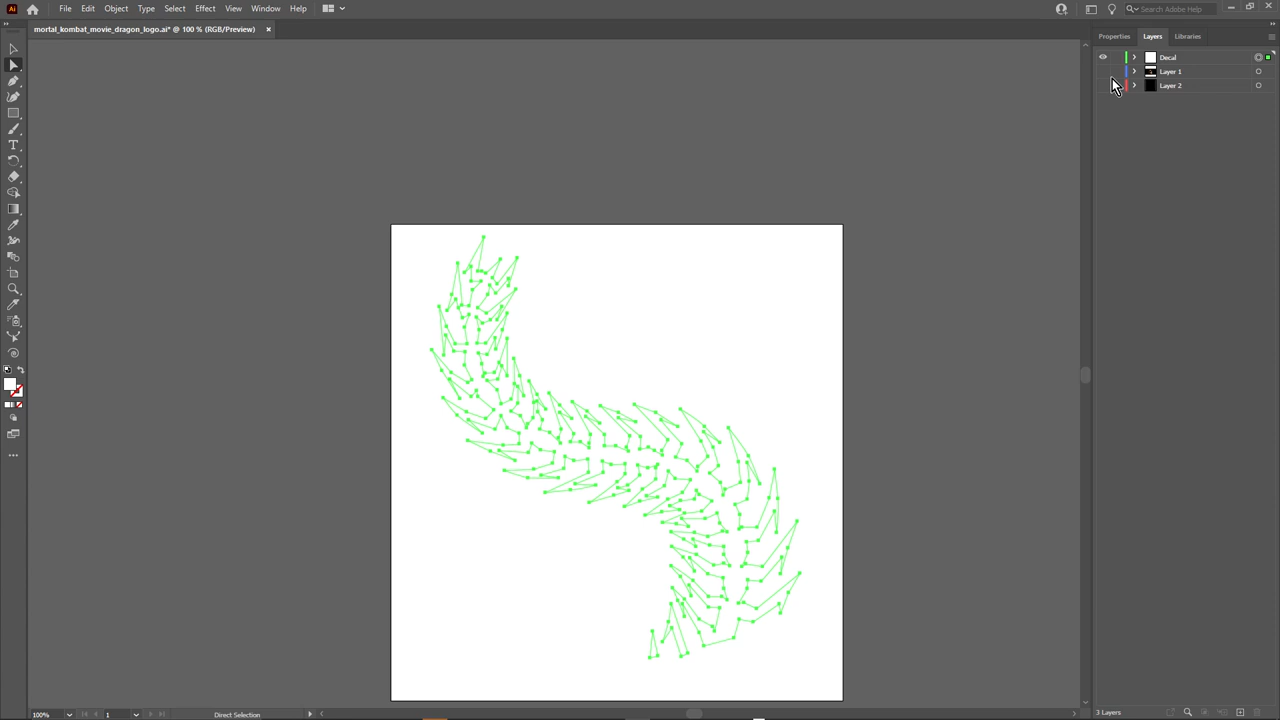 Ai File Edit Object Type Select Effect View Window Help Search Adobe Help
mortal_kombat_movie_dragon_logo.ai* @ 100 % (RGB/Preview) ×
Properties Layers Libraries
Decal
Layer 1
Layer 2
100% 1 Direct Selection 3 Layers